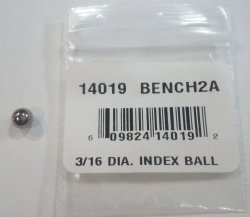 14019 BENCH2A
6 09824 14019 2
3/16 DIA. INDEX BALL